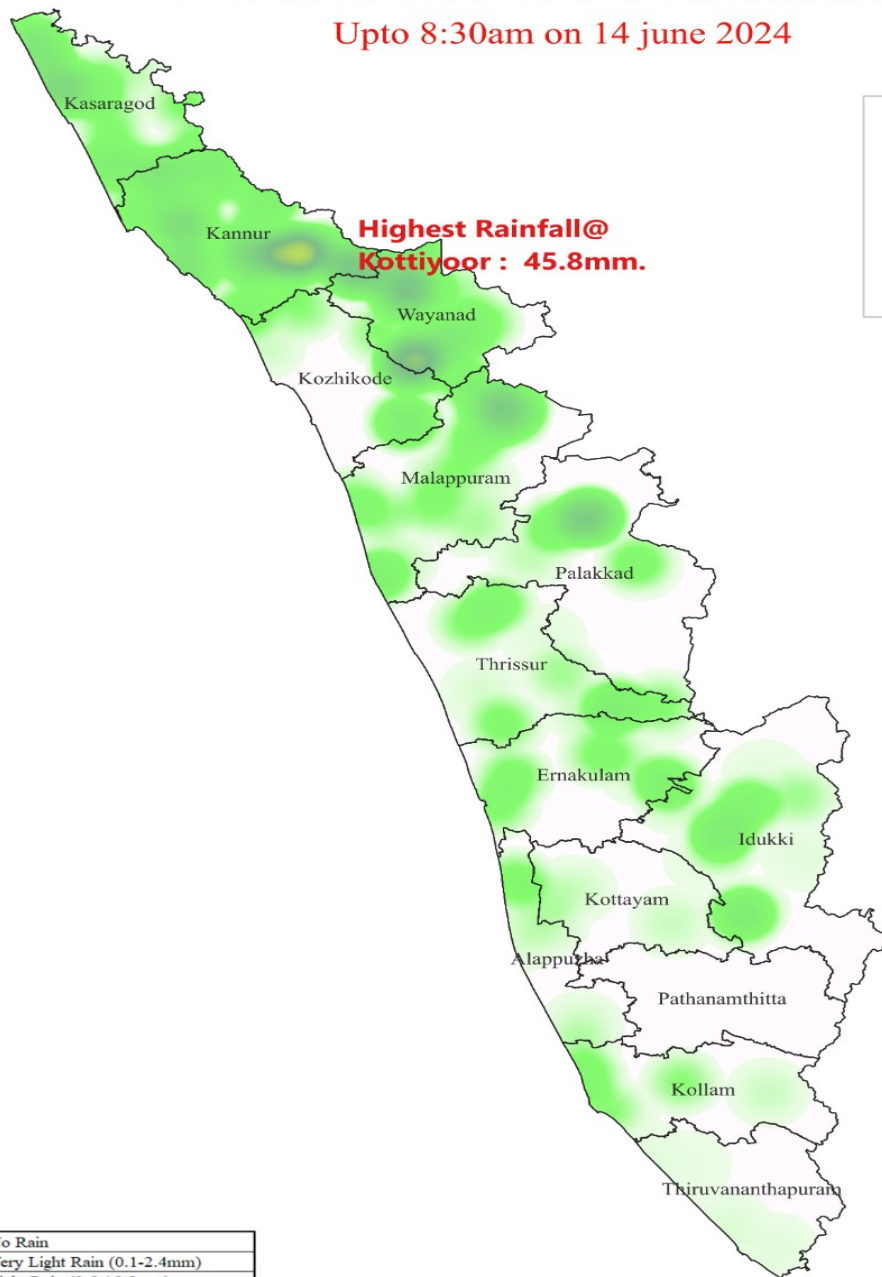 Upto 8:30am on 14 june 2024
Kasaragod
Kannur
Highest Rainfall@
Kottiyoor : 45.8mm.
Wayanad
Kozhikode
Malappuram
Palakkad
Thrissur
Ernakulam
Idukki
Kottayam
Alappuzha
Pathanamthitta
Kollam
Thiruvananthapuram
o Rain
ery Light Rain (0.1-2.4mm)